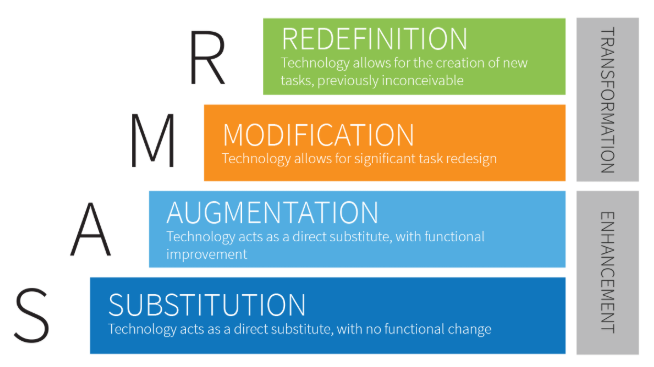 R
REDEFINITION
Technology allows for the creation of new
tasks, previously inconceivable
TRANSFORMATION
M
MODIFICATION
Technology allows for significant task redesign
A
AUGMENTATION
Technology acts as a direct substitute, with functional
improvement
ENHANCEMENT
S
SUBSTITUTION
Technology acts as a direct substitute, with no functional change